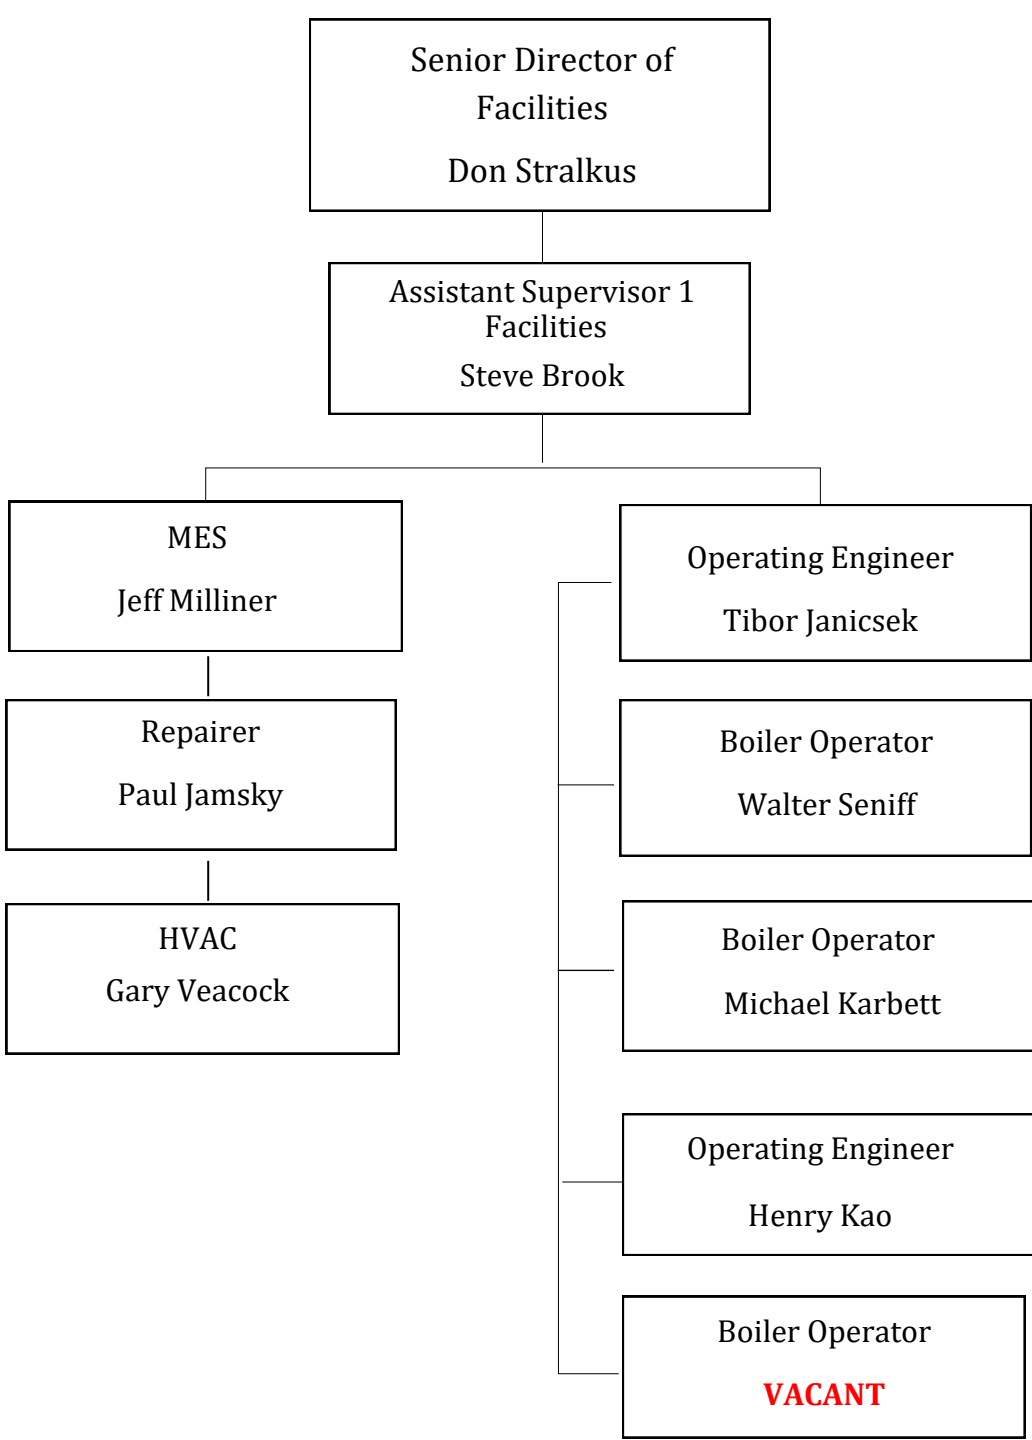 Senior Director of
Facilities
Don Stralkus
Assistant Supervisor 1
Facilities
Steve Brook
MES
Jeff Milliner
Repairer
Paul Jamsky
HVAC
Gary Veacock
Operating Engineer
Tibor Janicsek
Boiler Operator
Walter Seniff
Boiler Operator
Michael Karbett
Operating Engineer
Henry Kao
Boiler Operator
VACANT